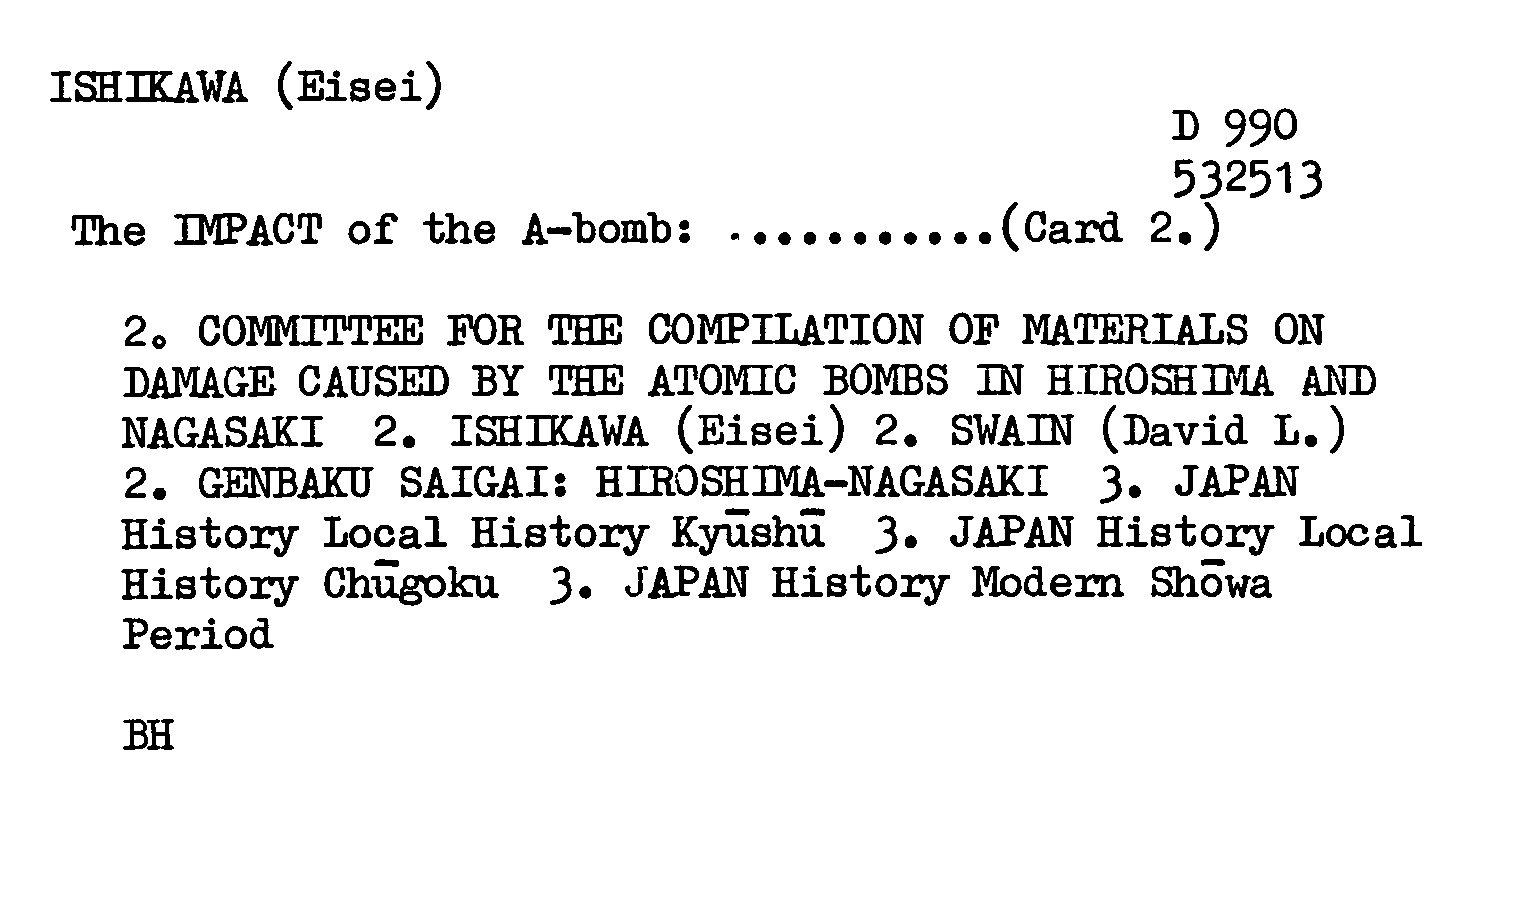 ISHIKAWA (Eisei)
D 990
532513
The IMPACT of the A-bomb: ...........(Card 2.)
2. COMMITTEE FOR THE COMPILATION OF MATERIALS ON
DAMAGE CAUSED BY THE ATOMIC BOMBS IN HIROSHIMA AND
NAGASAKI 2. ISHIKAWA (Eisei) 2. SWAIN (David L.)
2. GENBAKU SAIGAI: HIROSHIMA-NAGASAKI 3. JAPAN
History Local History Kyūshū 3. JAPAN History Local
History Chūgoku 3. JAPAN History Modern Shōwa
Period
BH